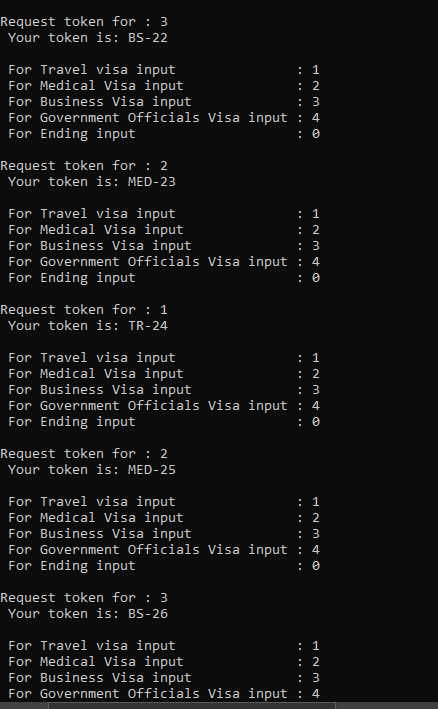 Request token for : 3
Your token is: BS-22
For Travel visa input : 1
For Medical Visa input : 2
For Business Visa input : 3
For Government Officials Visa input : 4
For Ending input : 0
Request token for : 2
Your token is: MED-23
For Travel visa input : 1
For Medical Visa input : 2
For Business Visa input : 3
For Government Officials Visa input : 4
For Ending input : 0
Request token for : 1
Your token is: TR-24
For Travel visa input : 1
For Medical Visa input : 2
For Business Visa input : 3
For Government Officials Visa input : 4
For Ending input : 0
Request token for : 2
Your token is: MED-25
For Travel visa input : 1
For Medical Visa input : 2
For Business Visa input : 3
For Government Officials Visa input : 4
For Ending input : 0
Request token for : 3
Your token is: BS-26
For Travel visa input : 1
For Medical Visa input : 2
For Business Visa input : 3
For Government Officials Visa input : 4